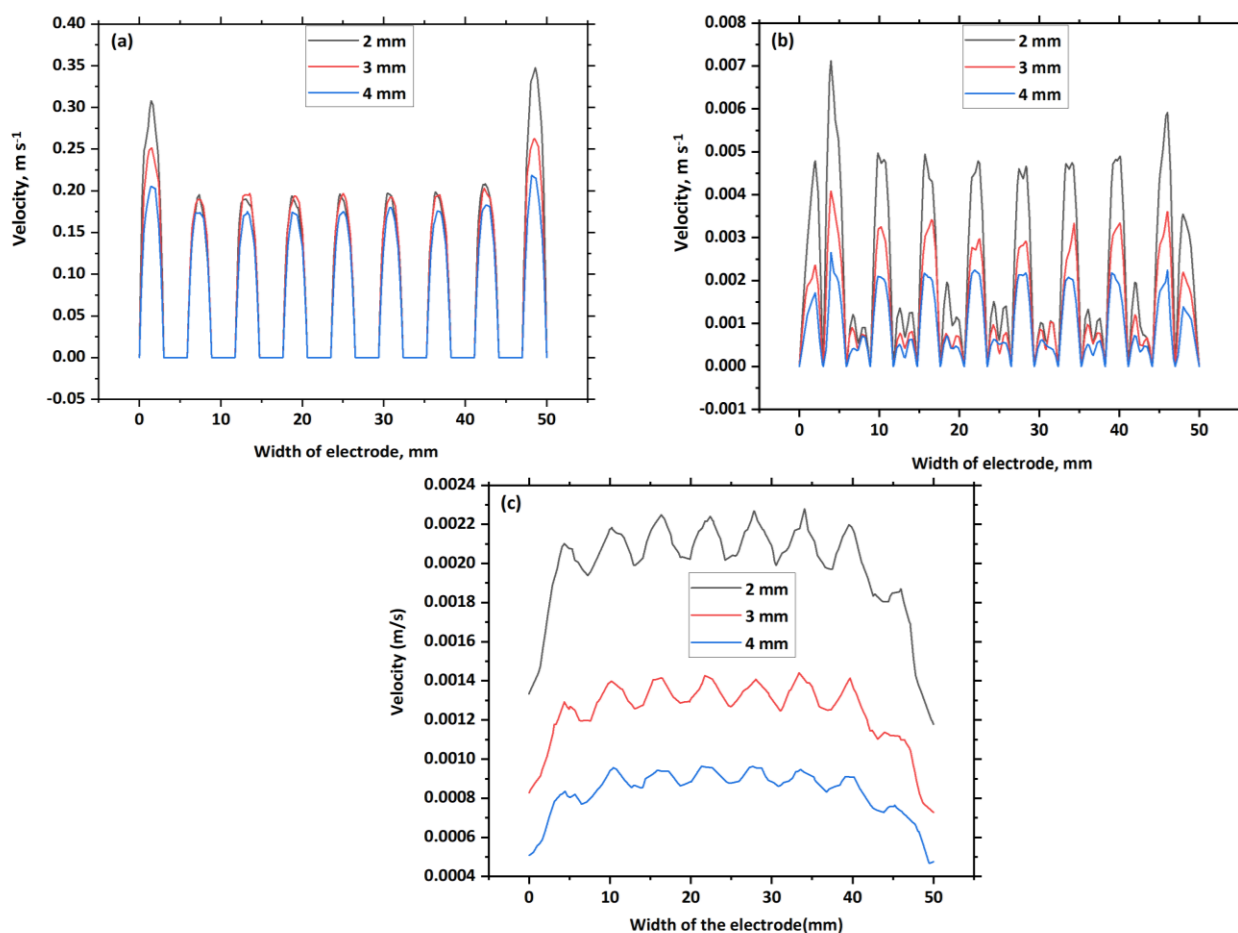 (a)
2 mm
3 mm
4 mm
0.40
0.35
0.30
0.25
0.20
0.15
0.10
0.05
0.00
-0.05
Velocity, m s-1
0 10 20 30 40 50
Width of electrode, mm
(b)
2 mm
3 mm
4 mm
0.008
0.007
0.006
0.005
0.004
0.003
0.002
0.001
0.000
-0.001
Velocity, m s-1
0 10 20 30 40 50
Width of electrode, mm
(c)
2 mm
3 mm
4 mm
0.0024
0.0022
0.0020
0.0018
0.0016
0.0014
0.0012
0.0010
0.0008
0.0006
0.0004
Velocity (m/s)
0 10 20 30 40 50
Width of the electrode(mm)